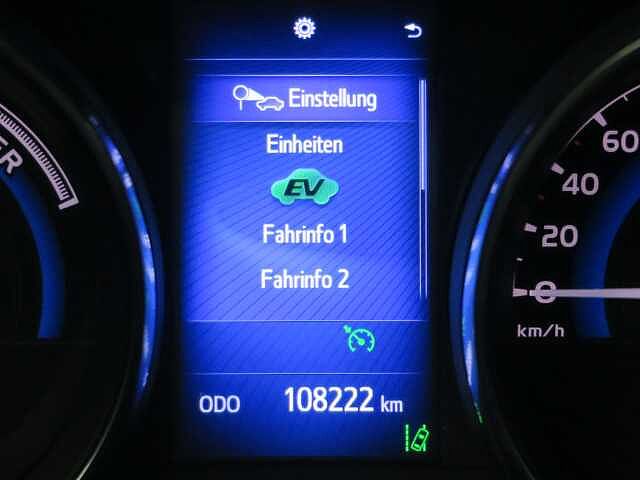 Einstellung
Einheiten
EV
Fahrinfo 1
Fahrinfo 2
ODO 108222 km
60
40
20
0
km/h